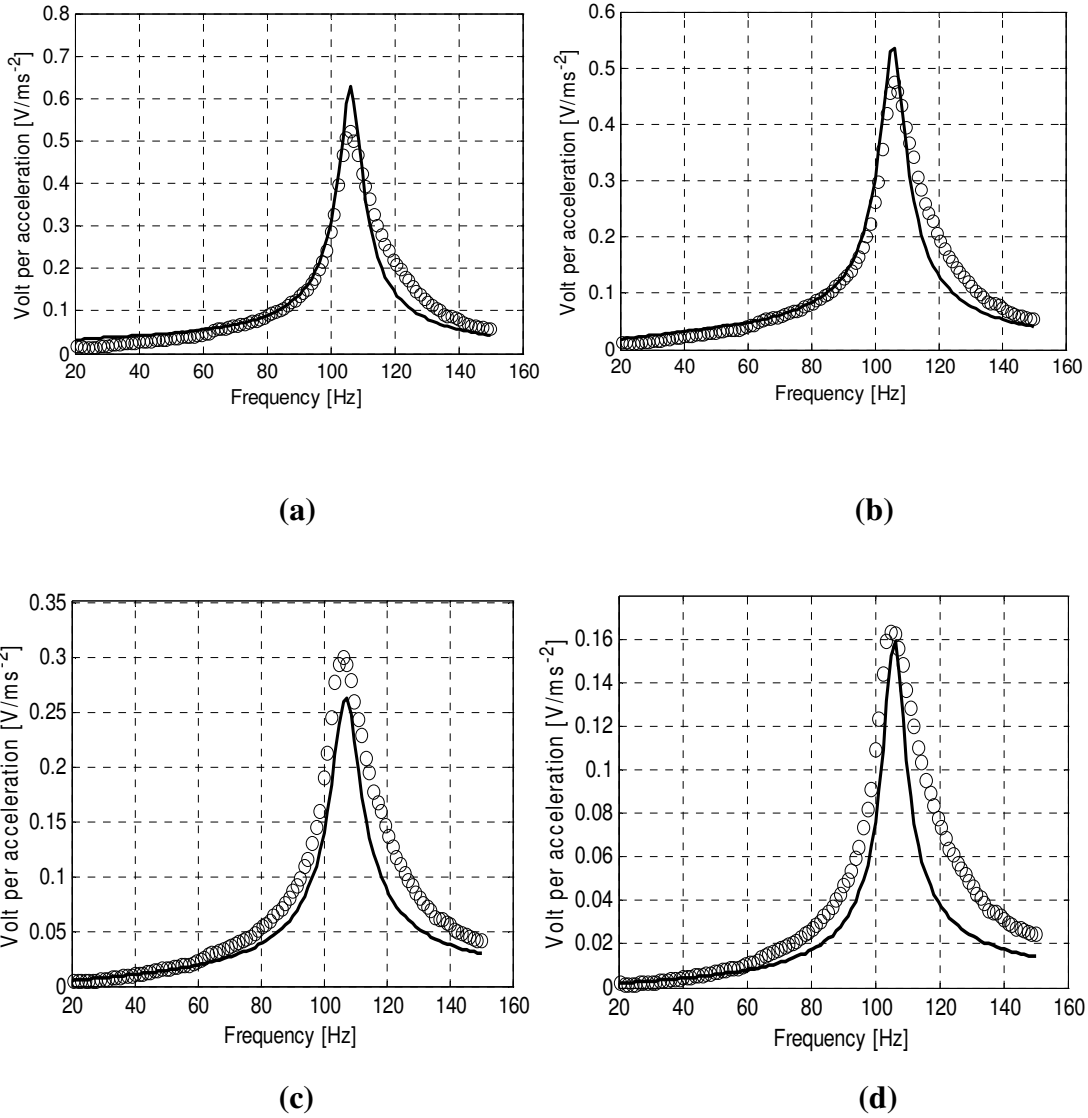 0.8
0.7
0.6
0.5
0.4
0.3
0.2
0.1
0
Volt per acceleration [V/ms-2]
20 40 60 80 100 120 140 160
Frequency [Hz]
(a)
0.6
0.5
0.4
0.3
0.2
0.1
0
Volt per acceleration [V/ms-2]
20 40 60 80 100 120 140 160
Frequency [Hz]
(b)
0.35
0.3
0.25
0.2
0.15
0.1
0.05
0
Volt per acceleration [V/ms-2]
20 40 60 80 100 120 140 160
Frequency [Hz]
(c)
0.16
0.14
0.12
0.1
0.08
0.06
0.04
0.02
0
Volt per acceleration [V/ms-2]
20 40 60 80 100 120 140 160
Frequency [Hz]
(d)